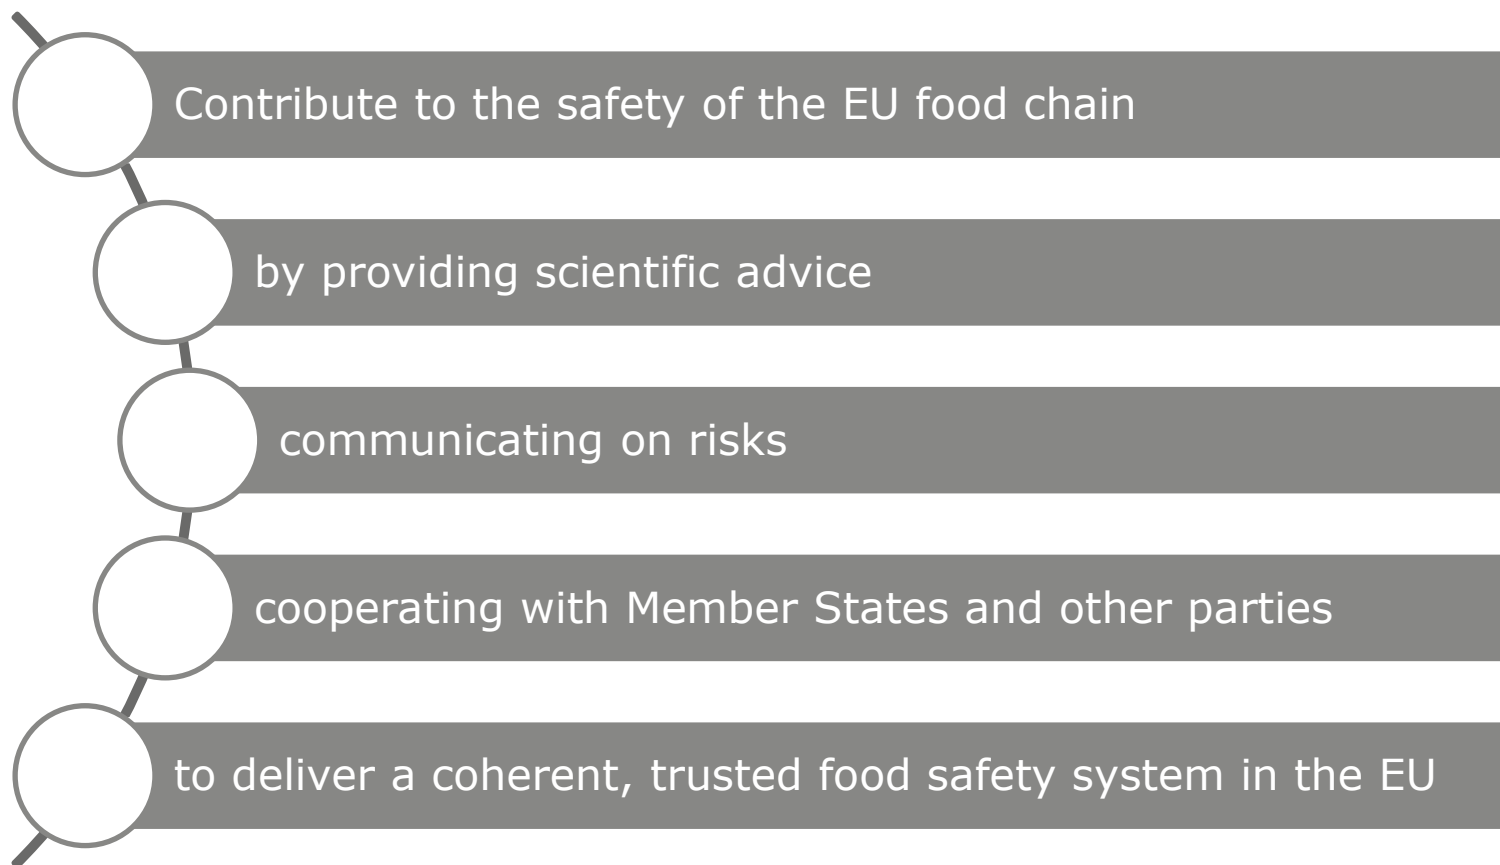 Contribute to the safety of the EU food chain
by providing scientific advice
communicating on risks
cooperating with Member States and other parties
to deliver a coherent, trusted food safety system in the EU